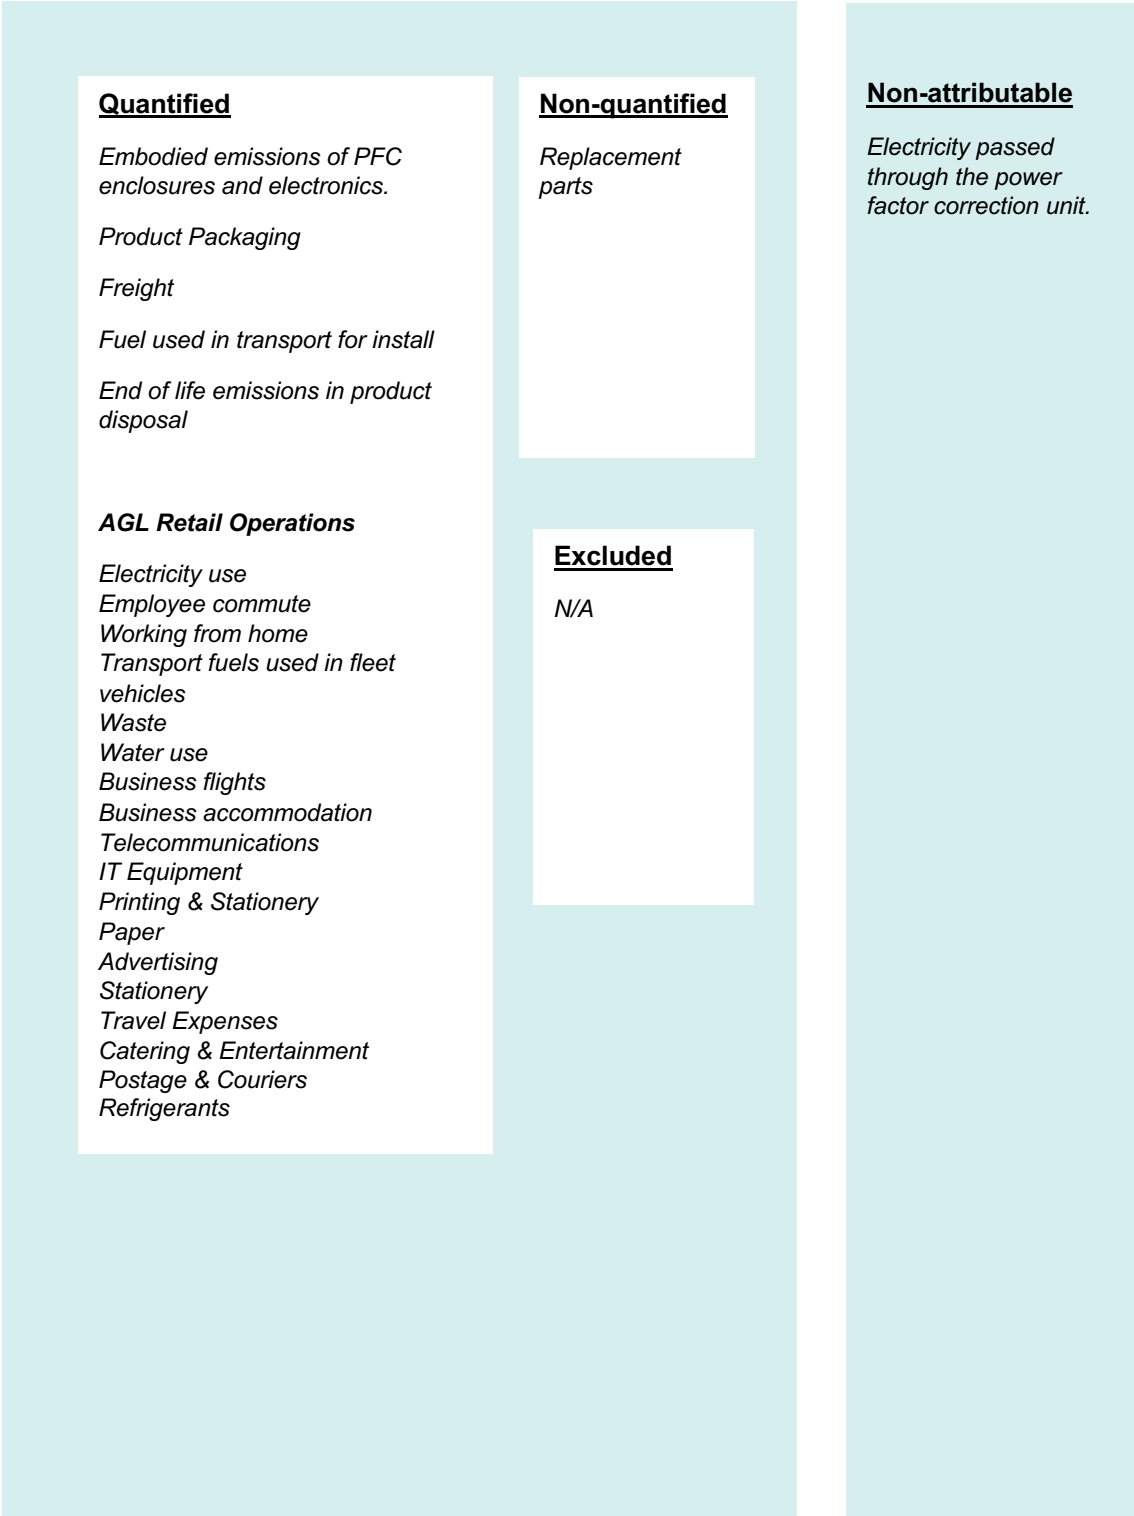 Quantified
Embodied emissions of PFC
enclosures and electronics.
Product Packaging
Freight
Fuel used in transport for install
End of life emissions in product
disposal
AGL Retail Operations
Electricity use
Employee commute
Working from home
Transport fuels used in fleet
vehicles
Waste
Water use
Business flights
Business accommodation
Telecommunications
IT Equipment
Printing & Stationery
Paper
Advertising
Stationery
Travel Expenses
Catering & Entertainment
Postage & Couriers
Refrigerants
Non-quantified
Replacement
parts
Excluded
N/A
Non-attributable
Electricity passed
through the power
factor correction unit.